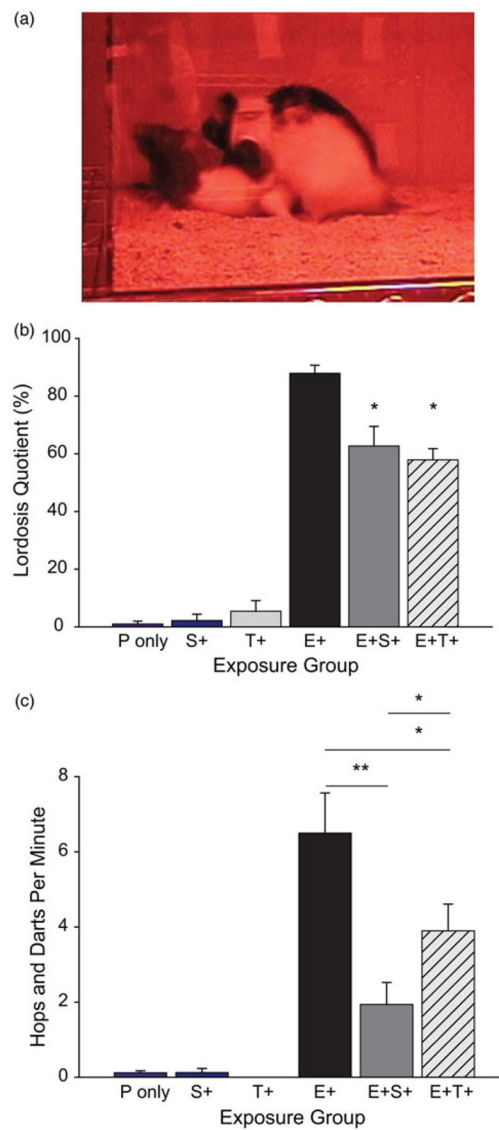 (a)
(b)
100
80
60
40
20
0
Lordosis Quotient (%)
*
*
P only S+ T+ E+ E+S+ E+T+
Exposure Group
(c)
8
6
4
2
0
Hops and Darts Per Minute
*
*
**
P only S+ T+ E+ E+S+ E+T+
Exposure Group